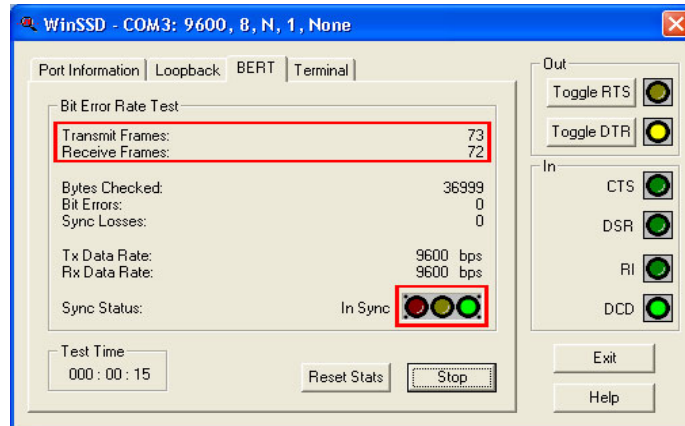 WinSSD - COM3: 9600, 8, N, 1, None
Port Information Loopback BERT Terminal
Bit Error Rate Test
Transmit Frames: 73
Receive Frames: 72
Bytes Checked: 36999
Bit Errors: 0
Sync Losses: 0
Tx Data Rate: 9600 bps
Rx Data Rate: 9600 bps
Sync Status: In Sync
Test Time
000 : 00 : 15
Reset Stats Stop
Out
Toggle RTS
Toggle DTR
In
CTS
DSR
RI
DCD
Exit
Help